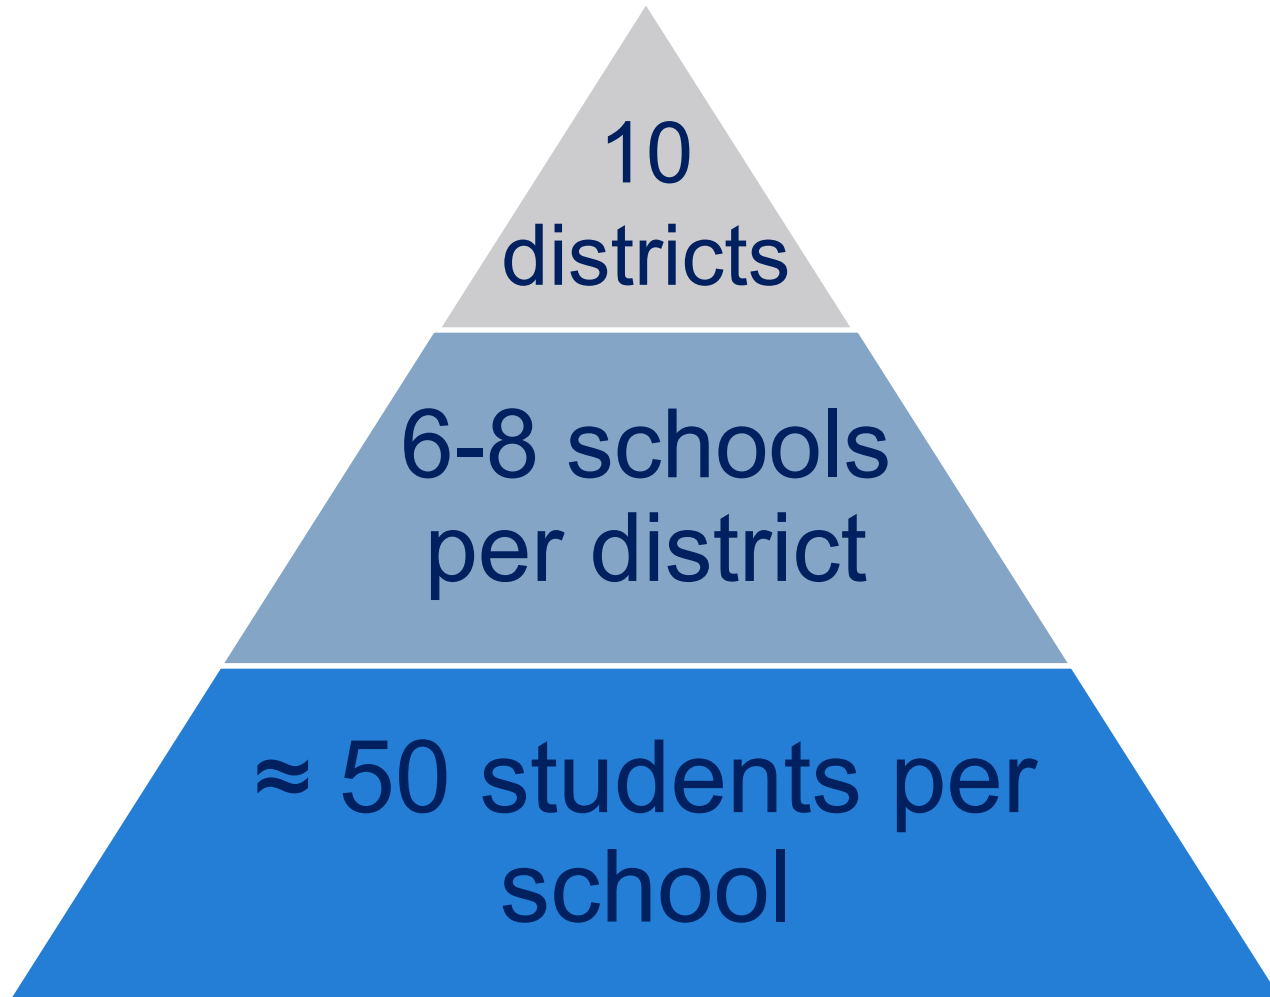 10
districts
6-8 schools
per district
≈ 50 students per
school